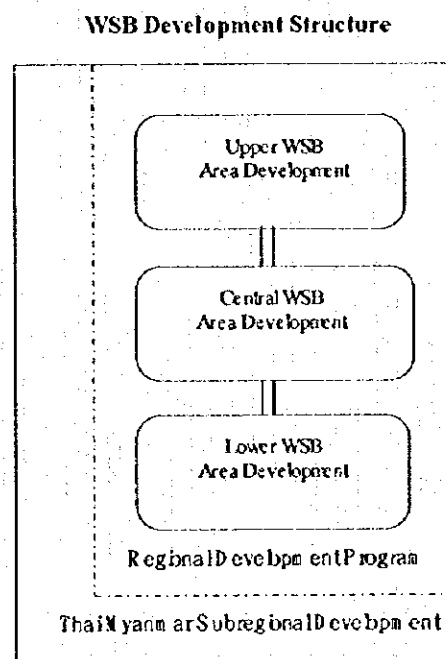 WSB Development Structure
Upper WSB
Area Development
Central WSB
Area Development
Lower WSB
Area Development
Regional Development Program
Thai Myanmar Subregional Development